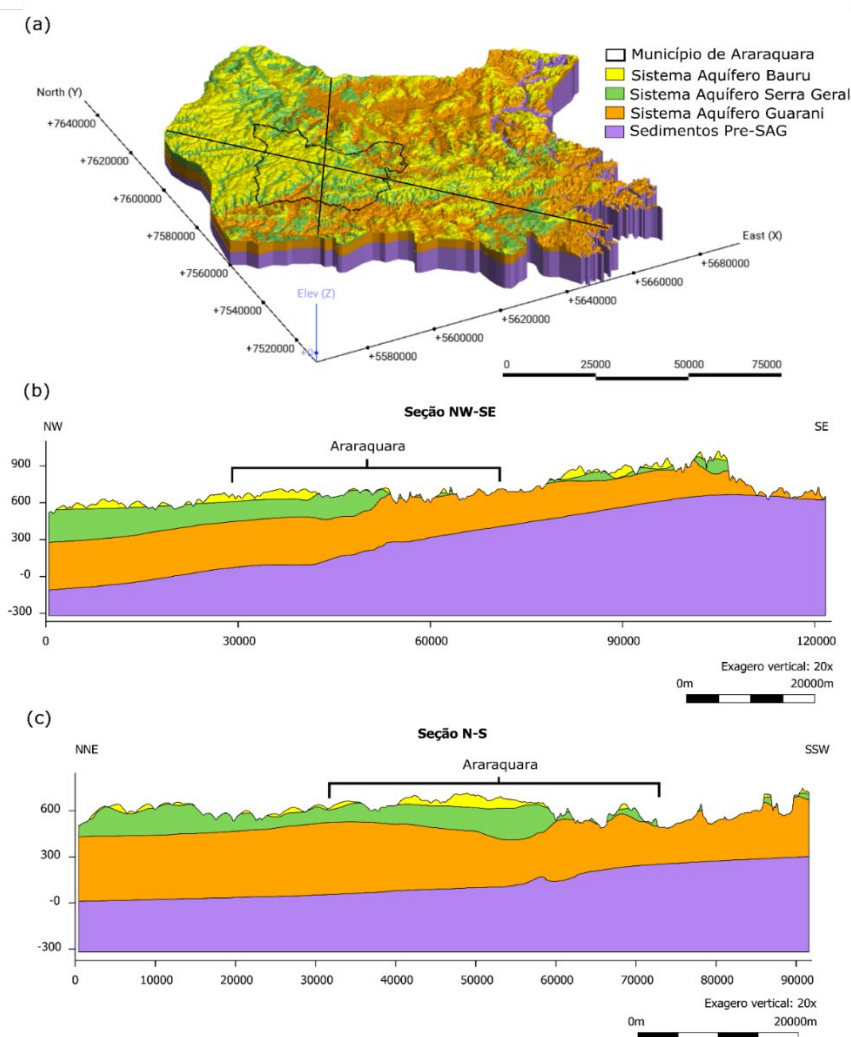 (a)
Município de Araraquara
Sistema Aquífero Bauru
Sistema Aquífero Serra Geral
Sistema Aquífero Guarani
Sedimentos Pre-SAG
North (Y)
+7640000
+7620000
+7600000
+7580000
+7560000
+7540000
+7520000
Elev (Z)
+0
East (X)
+5580000
+5600000
+5620000
+5640000
+5660000
+5680000
0 25000 50000 75000
(b)
Seção NW-SE
NW SE
Araraquara
900
600
300
-0
-300
0 30000 60000 90000 120000
Exagero vertical: 20x
0m 20000m
(c)
Seção N-S
NNE SSW
Araraquara
600
300
-0
-300
0 10000 20000 30000 40000 50000 60000 70000 80000 90000
Exagero vertical: 20x
0m 20000m